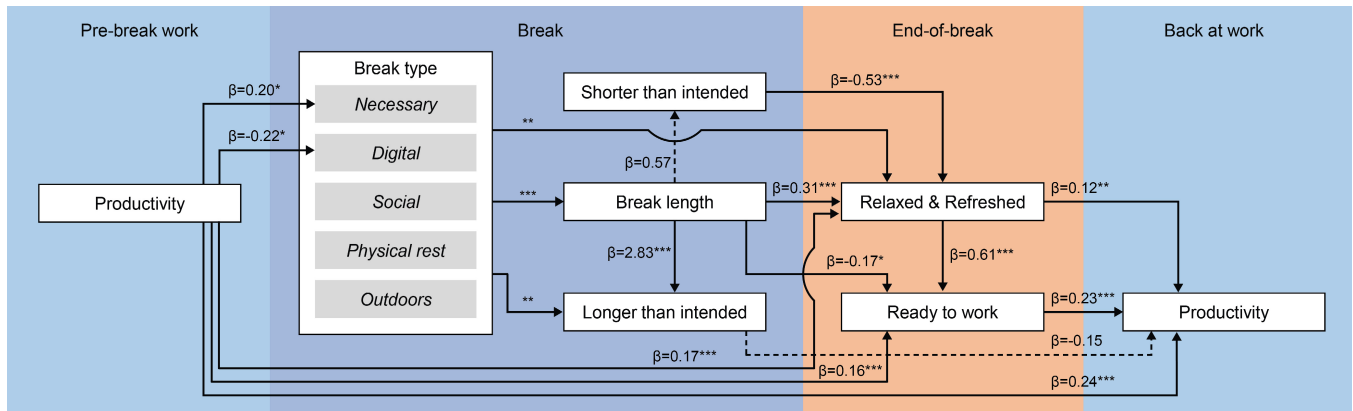 Pre-break work
Break
End-of-break
Back at work
Break type
Necessary
Digital
Social
Physical rest
Outdoors
Productivity
β=0.20*
β=-0.22*
Shorter than intended
β=-0.53***
**
β=0.57
***
Break length
β=0.31***
Relaxed & Refreshed
β=0.12**
β=2.83***
β=-0.17*
β=0.61***
**
Longer than intended
Ready to work
β=0.23***
Productivity
β=-0.15
β=0.17***
β=0.16***
β=0.24***